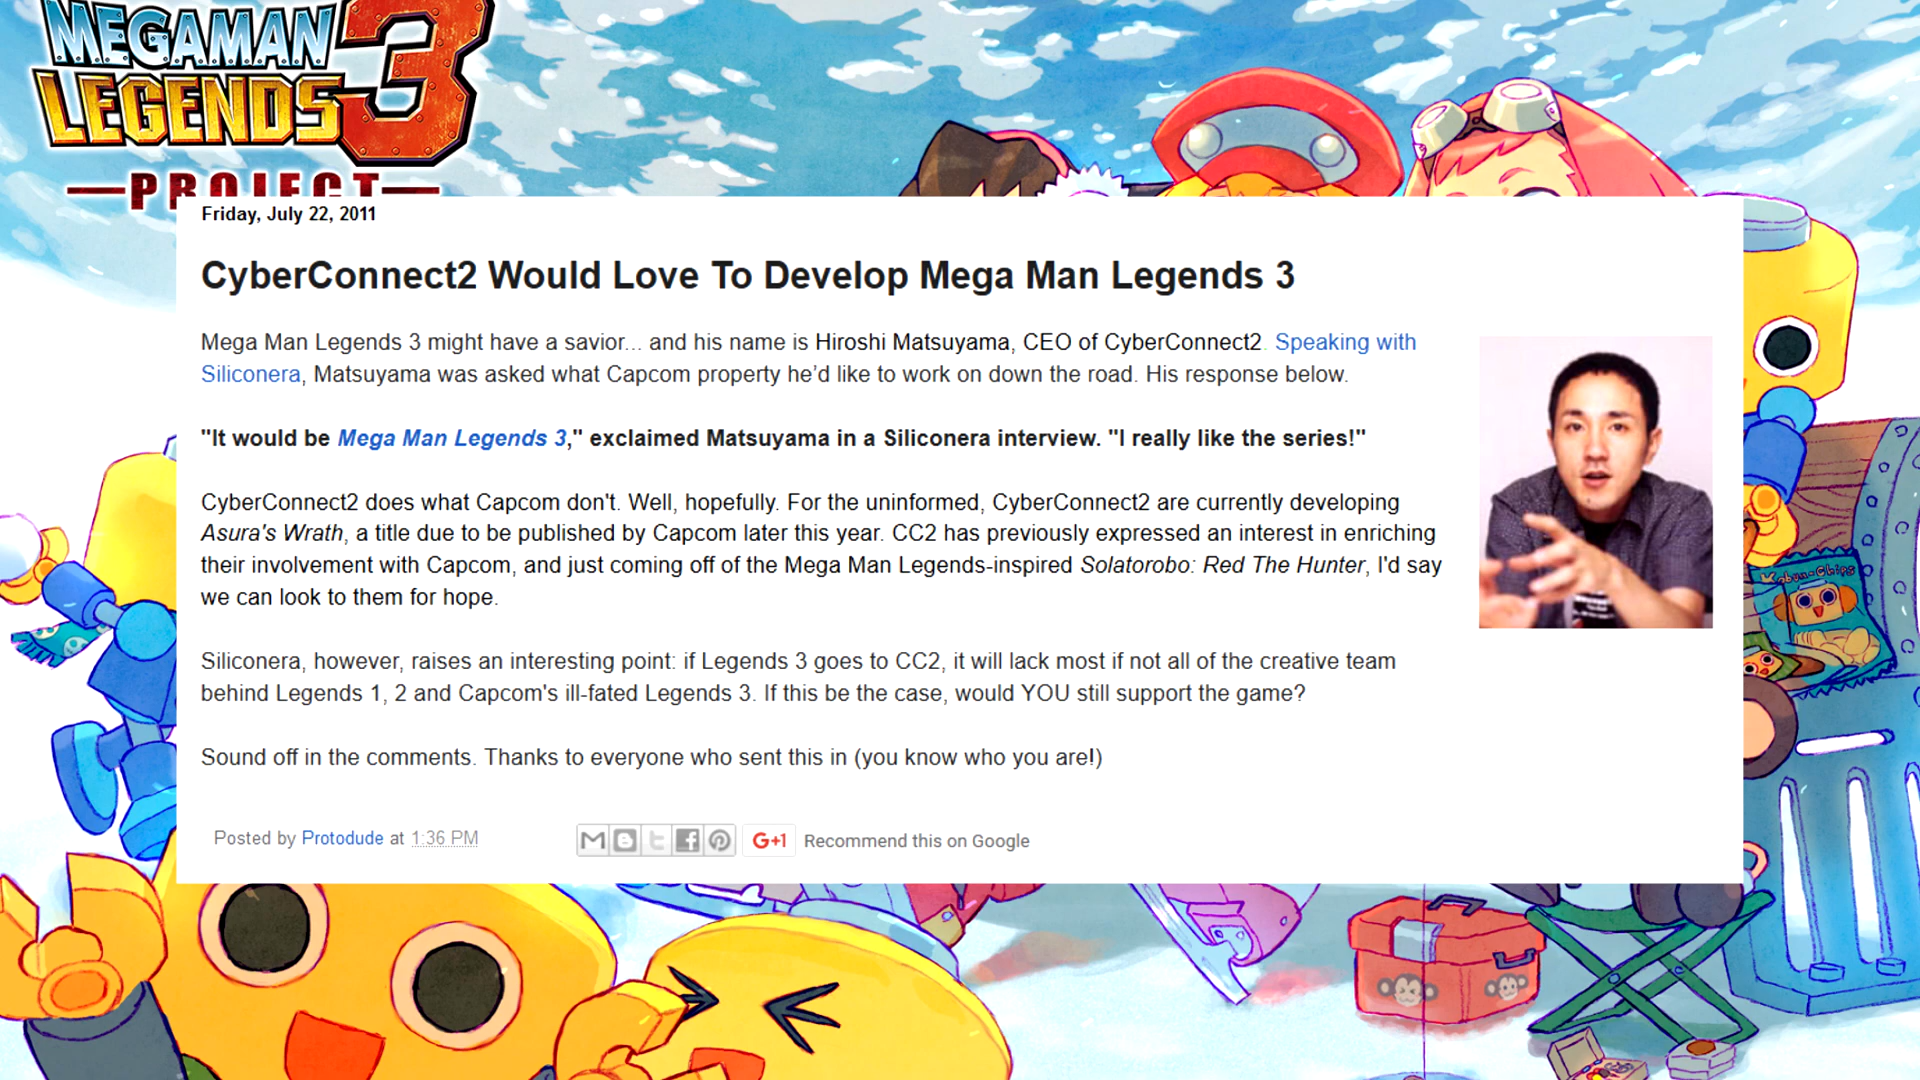 MEGAMAN
LEGENDS 3
PROJECT
Friday, July 22, 2011
CyberConnect2 Would Love To Develop Mega Man Legends 3
Mega Man Legends 3 might have a savior... and his name is Hiroshi Matsuyama, CEO of CyberConnect2. Speaking with
Siliconera, Matsuyama was asked what Capcom property he'd like to work on down the road. His response below.
"It would be Mega Man Legends 3," exclaimed Matsuyama in a Siliconera interview. "I really like the series!"
CyberConnect2 does what Capcom don't. Well, hopefully. For the uninformed, CyberConnect2 are currently developing
Asura's Wrath, a title due to be published by Capcom later this year. CC2 has previously expressed an interest in enriching
their involvement with Capcom, and just coming off of the Mega Man Legends-inspired Solatorobo: Red The Hunter, I'd say
we can look to them for hope.
Siliconera, however, raises an interesting point: if Legends 3 goes to CC2, it will lack most if not all of the creative team
behind Legends 1, 2 and Capcom's ill-fated Legends 3. If this be the case, would YOU still support the game?
Sound off in the comments. Thanks to everyone who sent this in (you know who you are!)
Posted by Protodude at 1:36 PM
G+1 Recommend this on Google
Kobun-Chips